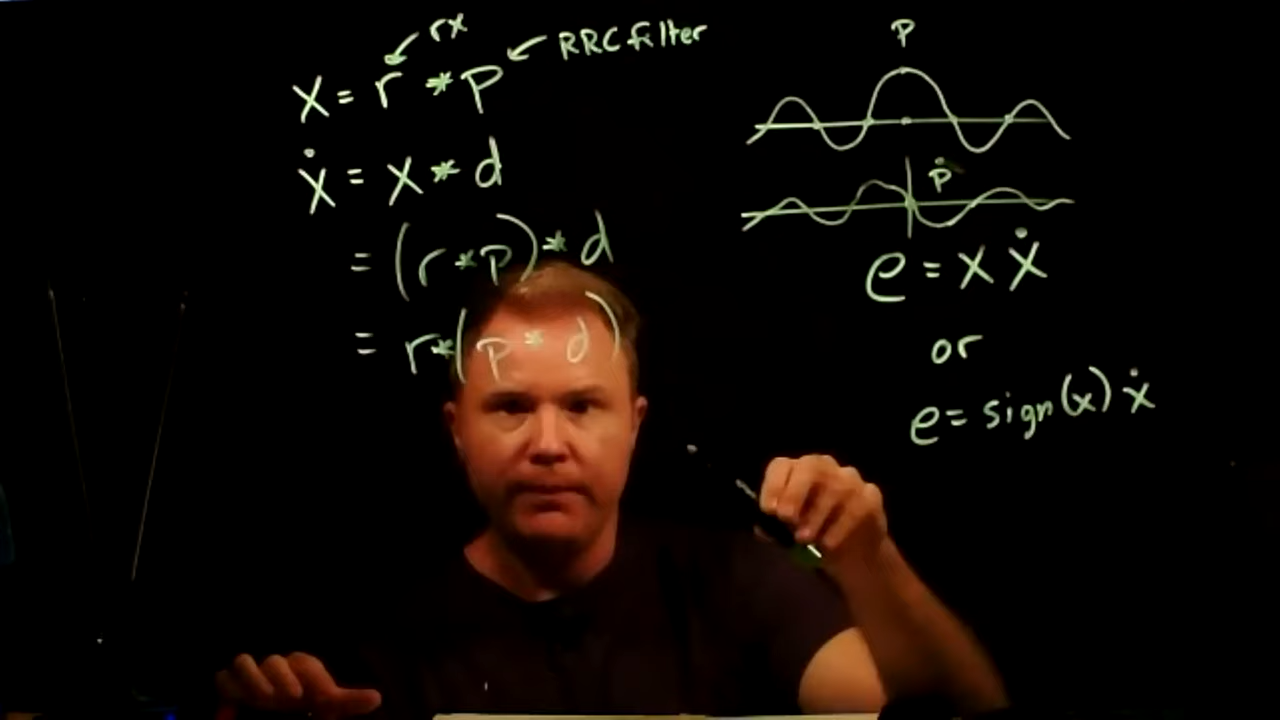 rx
RRC filter
x = r * p
ẋ = x * d
= (r * p) * d
= r * (p * d)
p
ṗ
e = x ẋ
or
e = sign(x) ẋ